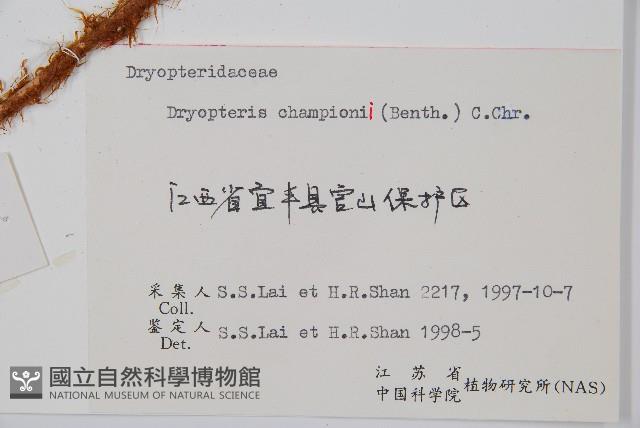 Dryopteridaceae
Dryopteris championii (Benth.) C.Chr.
江西省宜丰县官山保护区
采集人 S.S.Lai et H.R.Shan 2217, 1997-10-7
Coll.
鉴定人 S.S.Lai et H.R.Shan 1998-5
Det.
江苏省
中国科学院 植物研究所(NAS)
國立自然科學博物館
NATIONAL MUSEUM OF NATURAL SCIENCE